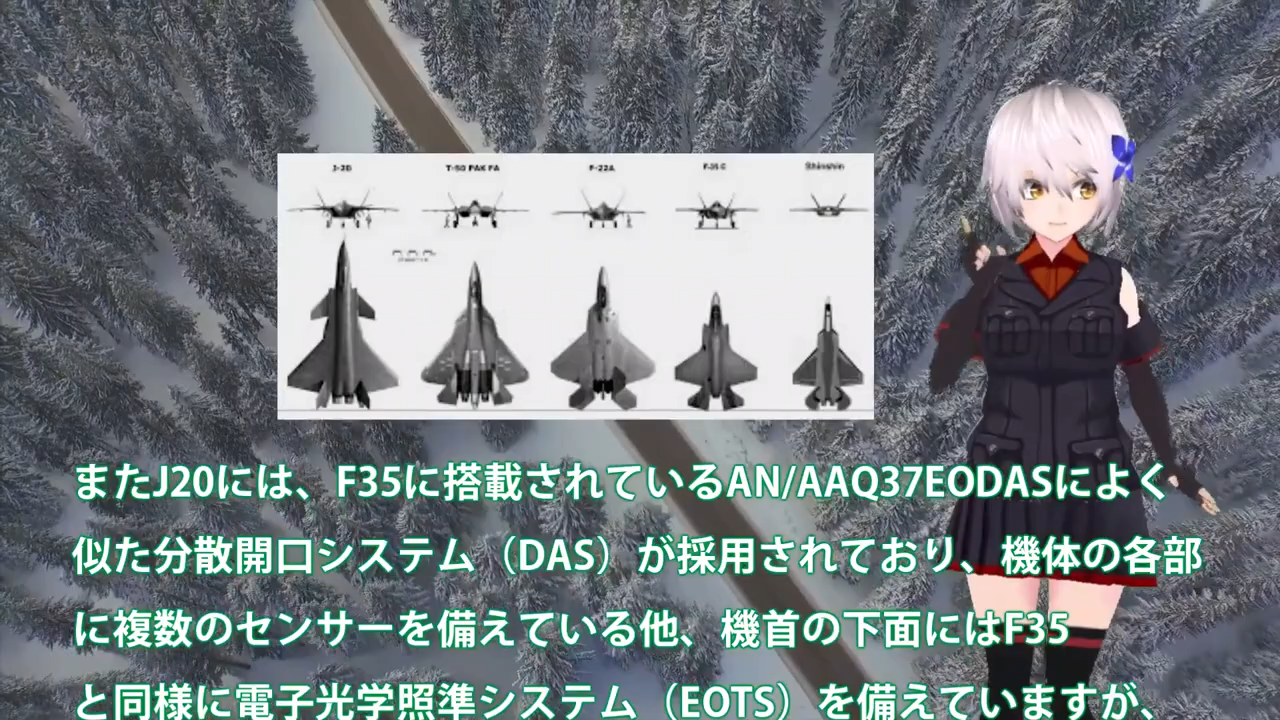 J-20 T-50 PAK FA F-22A F-35 C Shinshin
またJ20には、F35に搭載されているAN/AAQ37EODASによく
似た分散開口システム（DAS）が採用されており、機体の各部
に複数のセンサーを備えている他、機首の下面にはF35
と同様に電子光学照準システム（EOTS）を備えていますが、